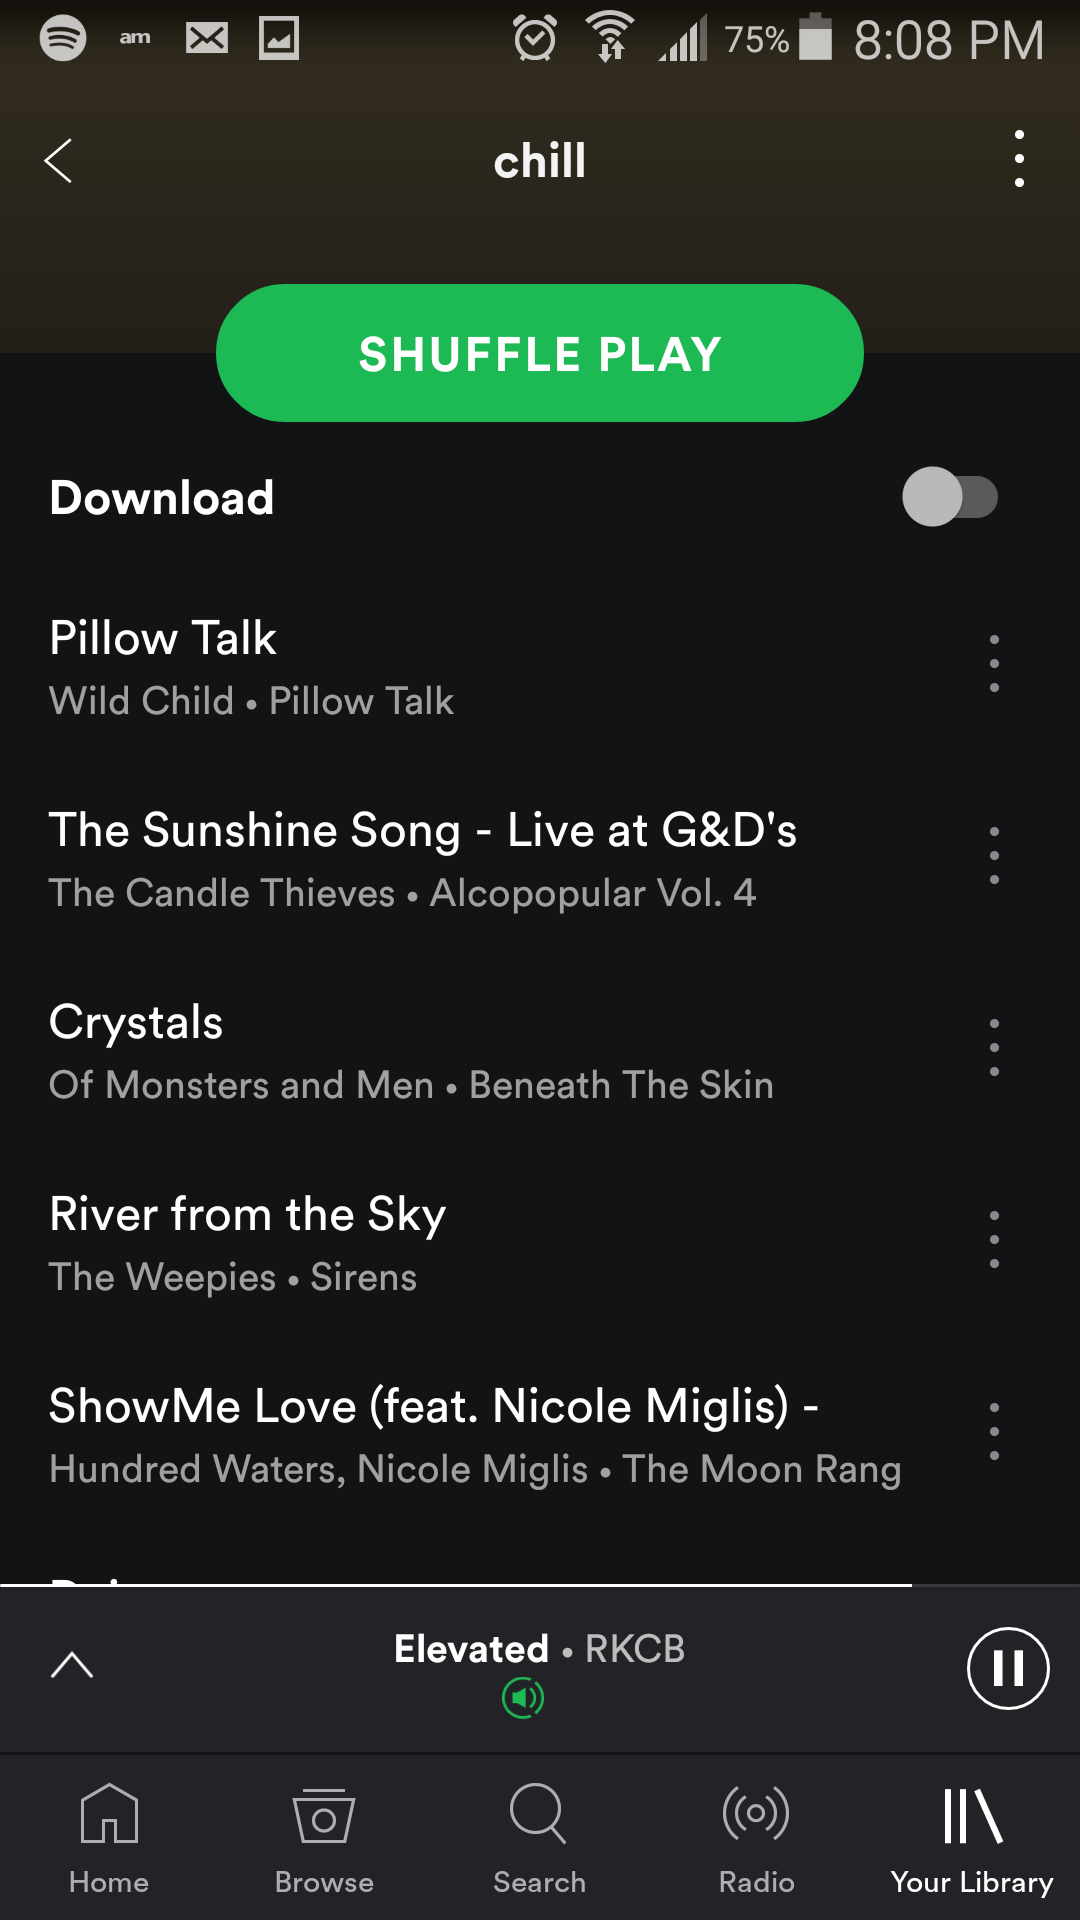 am 75% 8:08 PM
chill
SHUFFLE PLAY
Download
Pillow Talk
Wild Child • Pillow Talk
The Sunshine Song - Live at G&D's
The Candle Thieves • Alcopopular Vol. 4
Crystals
Of Monsters and Men • Beneath The Skin
River from the Sky
The Weepies • Sirens
ShowMe Love (feat. Nicole Miglis) -
Hundred Waters, Nicole Miglis • The Moon Rang
Elevated • RKCB
Home Browse Search Radio Your Library